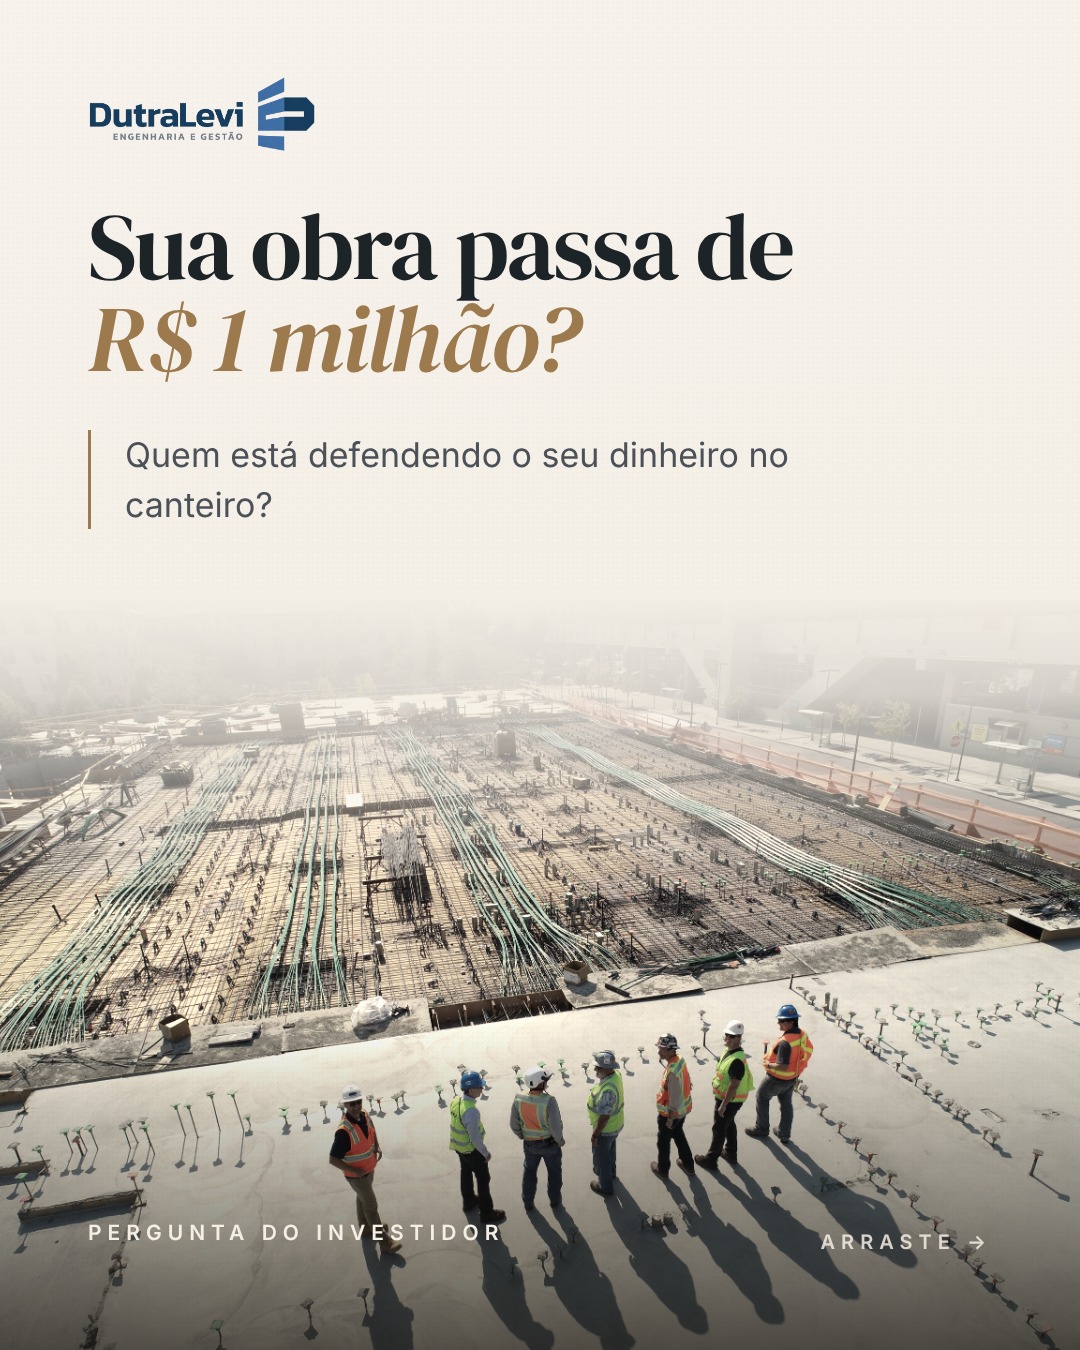 DutraLevi
ENGENHARIA E GESTÃO
Sua obra passa de
R$ 1 milhão?
Quem está defendendo o seu dinheiro no
canteiro?
PERGUNTA DO INVESTIDOR
ARRASTE →